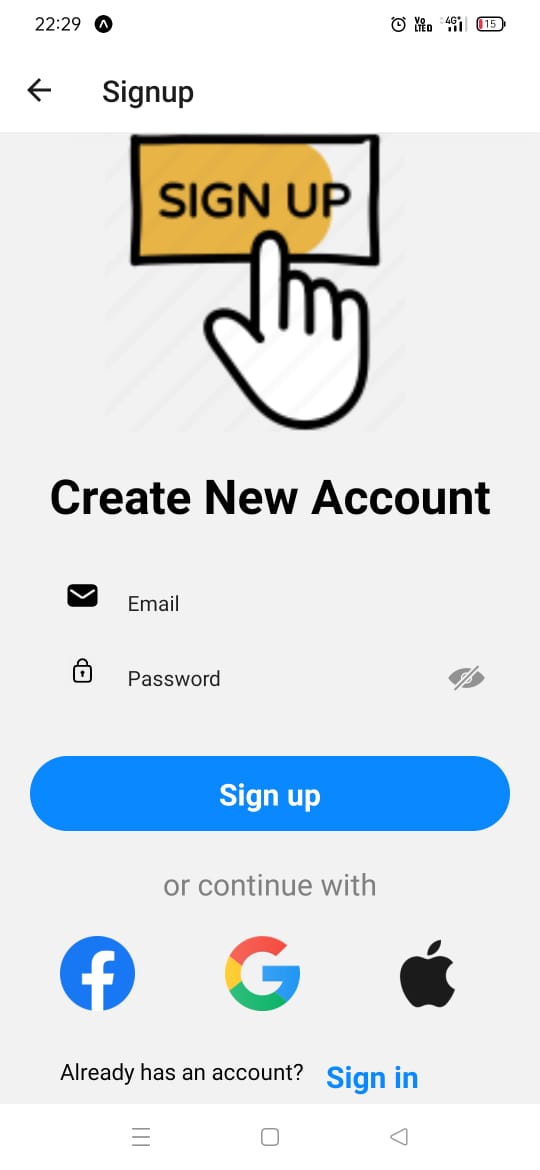 22:29 Vo LTE 4G+ 15
Signup
SIGN UP
Create New Account
Email
Password
Sign up
or continue with
Already has an account? Sign in